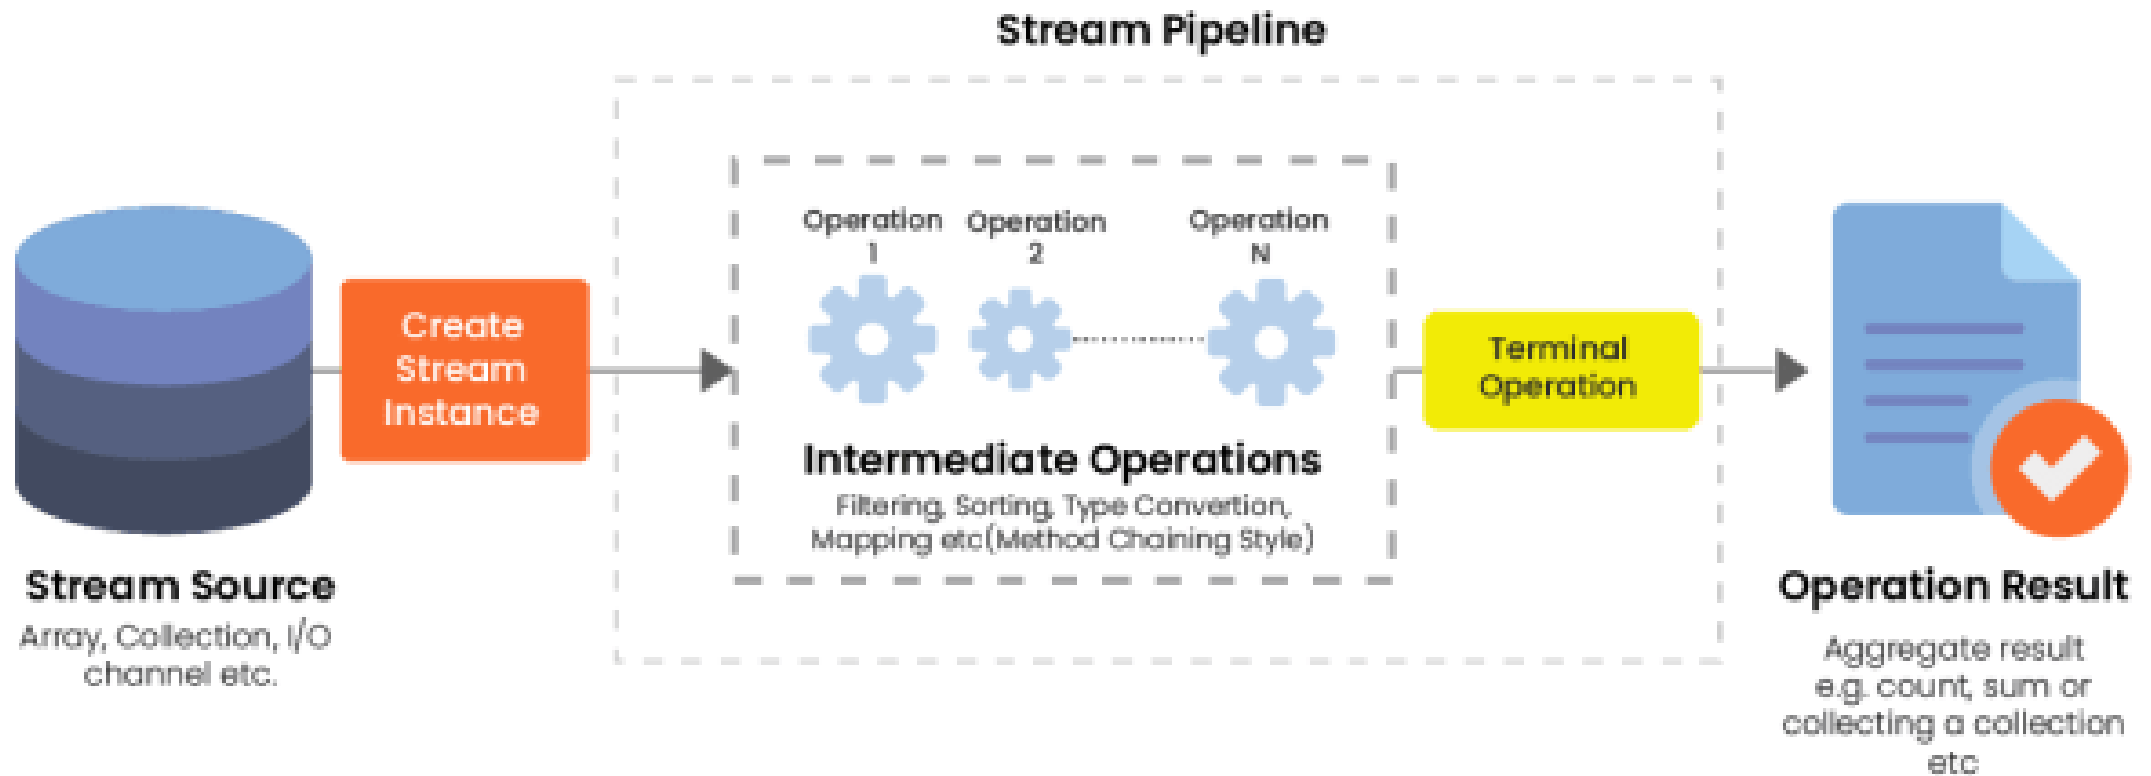 Stream Pipeline
Operation
1
Operation
2
Operation
N
Create
Stream
Instance
Terminal
Operation
Intermediate Operations
Filtering, Sorting, Type Convertion,
Mapping etc(Method Chaining Style)
Stream Source
Array, Collection, I/O
channel etc.
Operation Result
Aggregate result
e.g. count, sum or
collecting a collection
etc